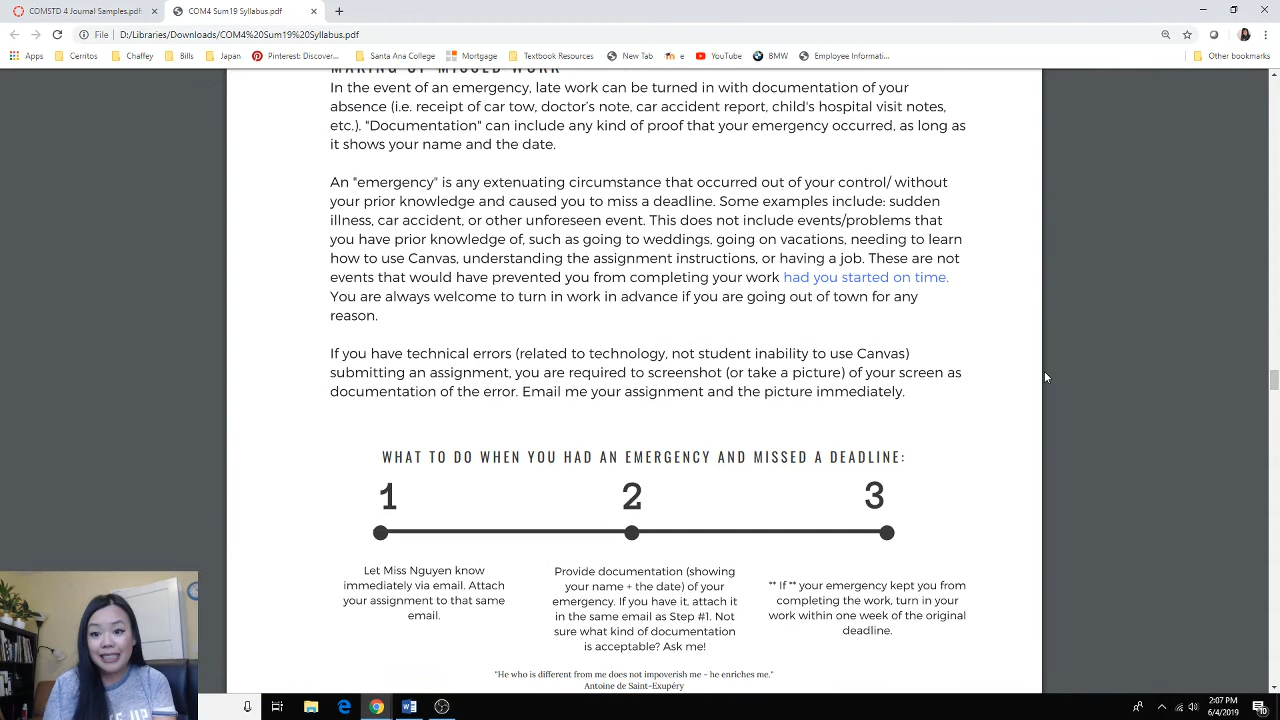 COMSTD 4 Journal Samples.pdf
COM4 Sum19 Syllabus.pdf
File D:/Libraries/Downloads/COM4%20Sum19%20Syllabus.pdf
Apps Cerritos Chaffey Bills Japan Pinterest: Discover... Santa Ana College Mortgage Textbook Resources New Tab e YouTube BMW Employee Informati... Other bookmarks
MAKING UP MISSED WORK
In the event of an emergency, late work can be turned in with documentation of your
absence (i.e. receipt of car tow, doctor's note, car accident report, child's hospital visit notes,
etc.). "Documentation" can include any kind of proof that your emergency occurred, as long as
it shows your name and the date.
An "emergency" is any extenuating circumstance that occurred out of your control/ without
your prior knowledge and caused you to miss a deadline. Some examples include: sudden
illness, car accident, or other unforeseen event. This does not include events/problems that
you have prior knowledge of, such as going to weddings, going on vacations, needing to learn
how to use Canvas, understanding the assignment instructions, or having a job. These are not
events that would have prevented you from completing your work had you started on time.
You are always welcome to turn in work in advance if you are going out of town for any
reason.
If you have technical errors (related to technology, not student inability to use Canvas)
submitting an assignment, you are required to screenshot (or take a picture) of your screen as
documentation of the error. Email me your assignment and the picture immediately.
WHAT TO DO WHEN YOU HAD AN EMERGENCY AND MISSED A DEADLINE:
1
2
3
Let Miss Nguyen know
immediately via email. Attach
your assignment to that same
email.
Provide documentation (showing
your name + the date) of your
emergency. If you have it, attach it
in the same email as Step #1. Not
sure what kind of documentation
is acceptable? Ask me!
** If ** your emergency kept you from
completing the work, turn in your
work within one week of the original
deadline.
"He who is different from me does not impoverish me - he enriches me."
Antoine de Saint-Exupéry
2:07 PM
6/4/2019